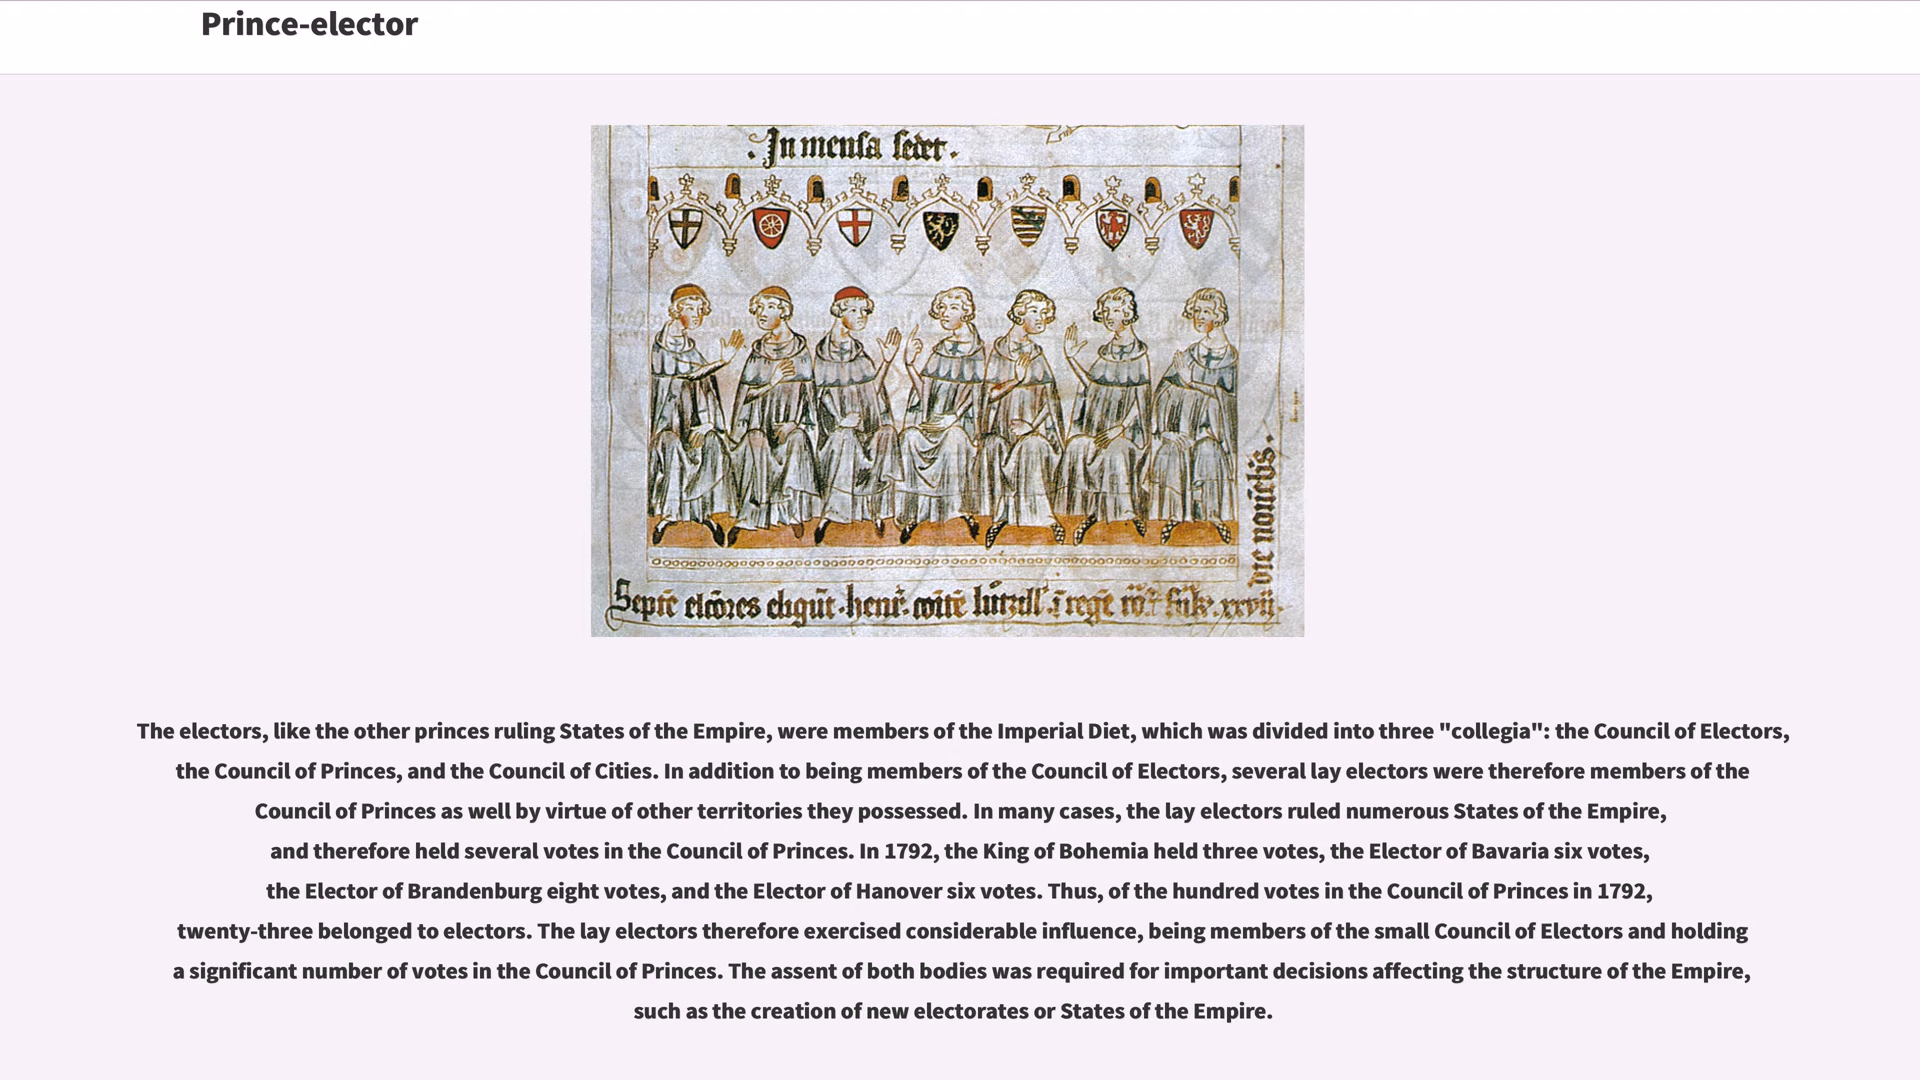 Prince-elector
. In mensa sedet .
die nouebis.
The electors, like the other princes ruling States of the Empire, were members of the Imperial Diet, which was divided into three "collegia": the Council of Electors,
the Council of Princes, and the Council of Cities. In addition to being members of the Council of Electors, several lay electors were therefore members of the
Council of Princes as well by virtue of other territories they possessed. In many cases, the lay electors ruled numerous States of the Empire,
and therefore held several votes in the Council of Princes. In 1792, the King of Bohemia held three votes, the Elector of Bavaria six votes,
the Elector of Brandenburg eight votes, and the Elector of Hanover six votes. Thus, of the hundred votes in the Council of Princes in 1792,
twenty-three belonged to electors. The lay electors therefore exercised considerable influence, being members of the small Council of Electors and holding
a significant number of votes in the Council of Princes. The assent of both bodies was required for important decisions affecting the structure of the Empire,
such as the creation of new electorates or States of the Empire.